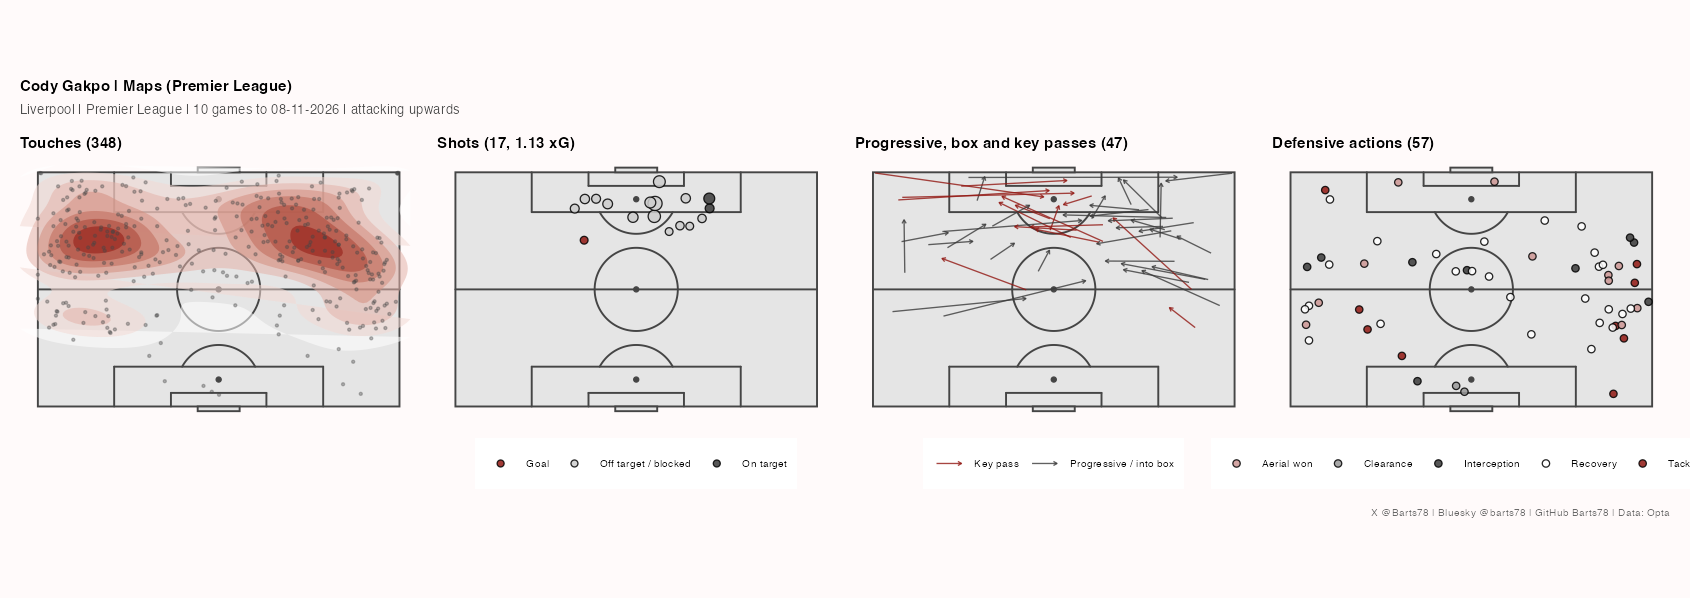 Cody Gakpo | Maps (Premier League)
Liverpool | Premier League | 10 games to 08-11-2026 | attacking upwards
Touches (348)
Shots (17, 1.13 xG)
Progressive, box and key passes (47)
Defensive actions (57)
Goal
Off target / blocked
On target
Key pass
Progressive / into box
Aerial won
Clearance
Interception
Recovery
Tack
X @Barts78 | Bluesky @barts78 | GitHub Barts78 | Data: Opta